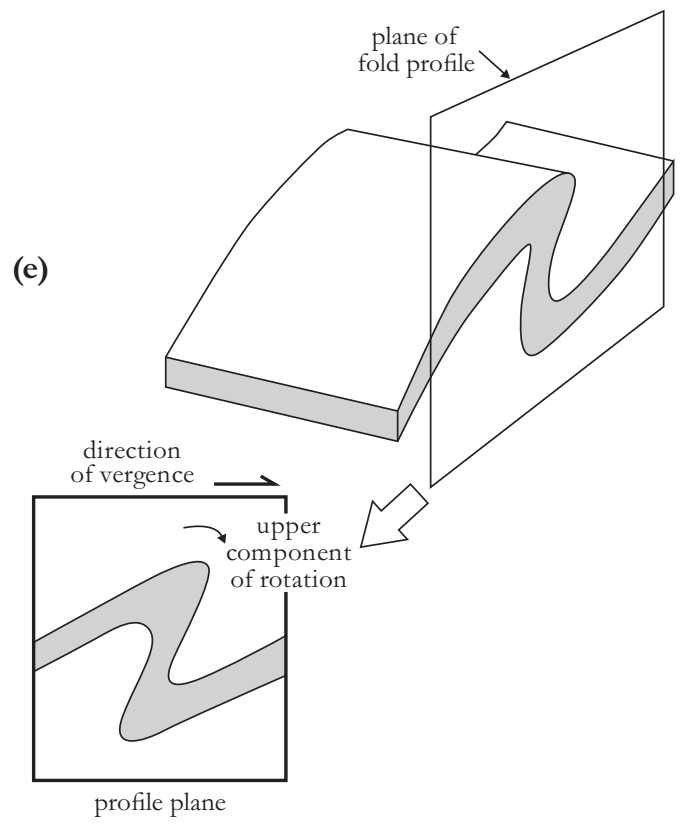 plane of
fold profile
(e)
direction
of vergence
upper
component
of rotation
profile plane